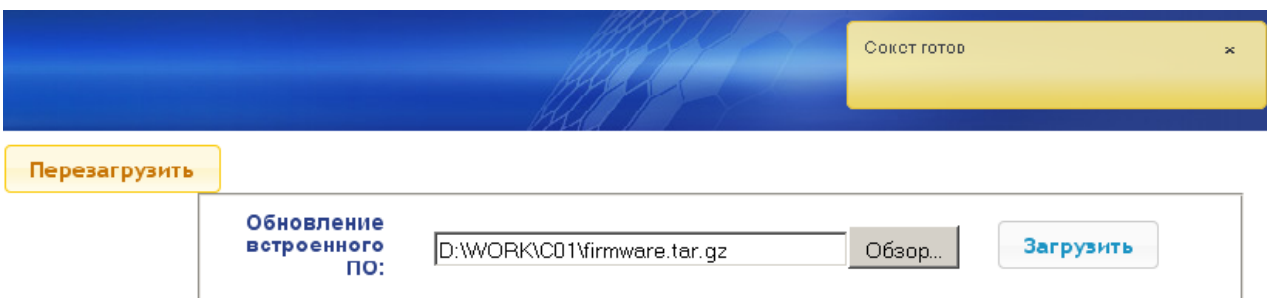 Сокет готов ×
Перезагрузить
Обновление
встроенного
ПО:
D:\WORK\C01\firmware.tar.gz Обзор... Загрузить